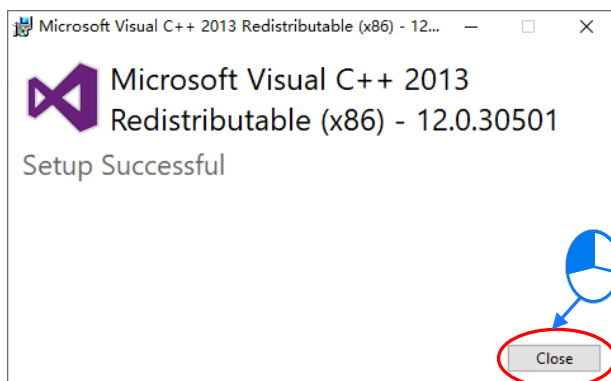 Microsoft Visual C++ 2013 Redistributable (x86) - 12...
Microsoft Visual C++ 2013
Redistributable (x86) - 12.0.30501
Setup Successful
Close